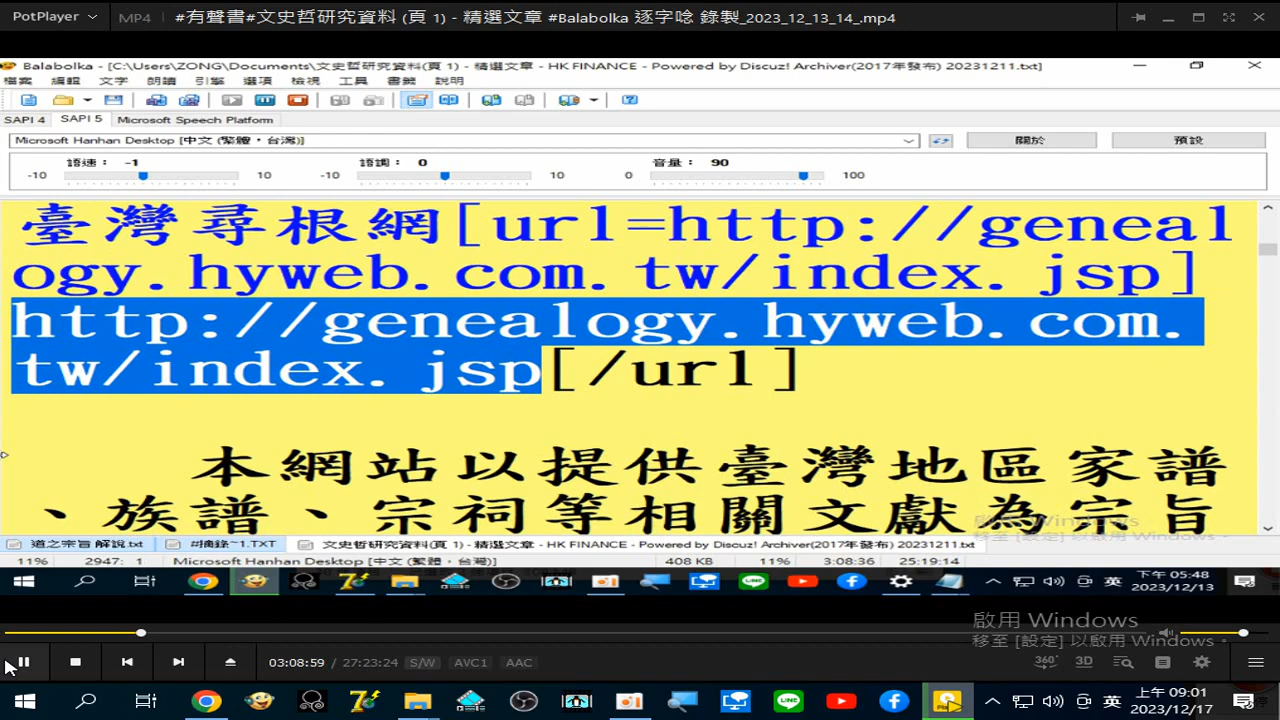 PotPlayer MP4 #有聲書#文史哲研究資料 (頁 1) - 精選文章 #Balabolka 逐字唸 錄製_2023_12_13_14_.mp4
Balabolka - [C:\Users\ZONG\Documents\文史哲研究資料(頁 1) - 精選文章 - HK FINANCE - Powered by Discuz! Archiver(2017年發布) 20231211.txt]
檔案 編輯 文字 朗讀 引擎 選項 檢視 工具 書籤 說明
SAPI 4 SAPI 5 Microsoft Speech Platform
Microsoft Hanhan Desktop [中文 (繁體，台灣)] 關於 預設
語速： -1 語調： 0 音量： 90
-10 10 -10 10 0 100
臺灣尋根網[url=http://geneal
ogy.hyweb.com.tw/index.jsp]
http://genealogy.hyweb.com.
tw/index.jsp[/url]
本網站以提供臺灣地區家譜
、族譜、宗祠等相關文獻為宗旨
道之宗旨 解說.txt #摘錄~1.TXT 文史哲研究資料(頁 1) - 精選文章 - HK FINANCE - Powered by Discuz! Archiver(2017年發布) 20231211.txt
11% 2947: 1 Microsoft Hanhan Desktop [中文 (繁體，台灣)] 408 KB 11% 3:08:36 25:19:14
英 下午 05:48
2023/12/13
啟用 Windows
移至 [設定] 以啟用 Windows。
03:08:59 / 27:23:24 S/W AVC1 AAC 360° 3D
英 上午 09:01
2023/12/17